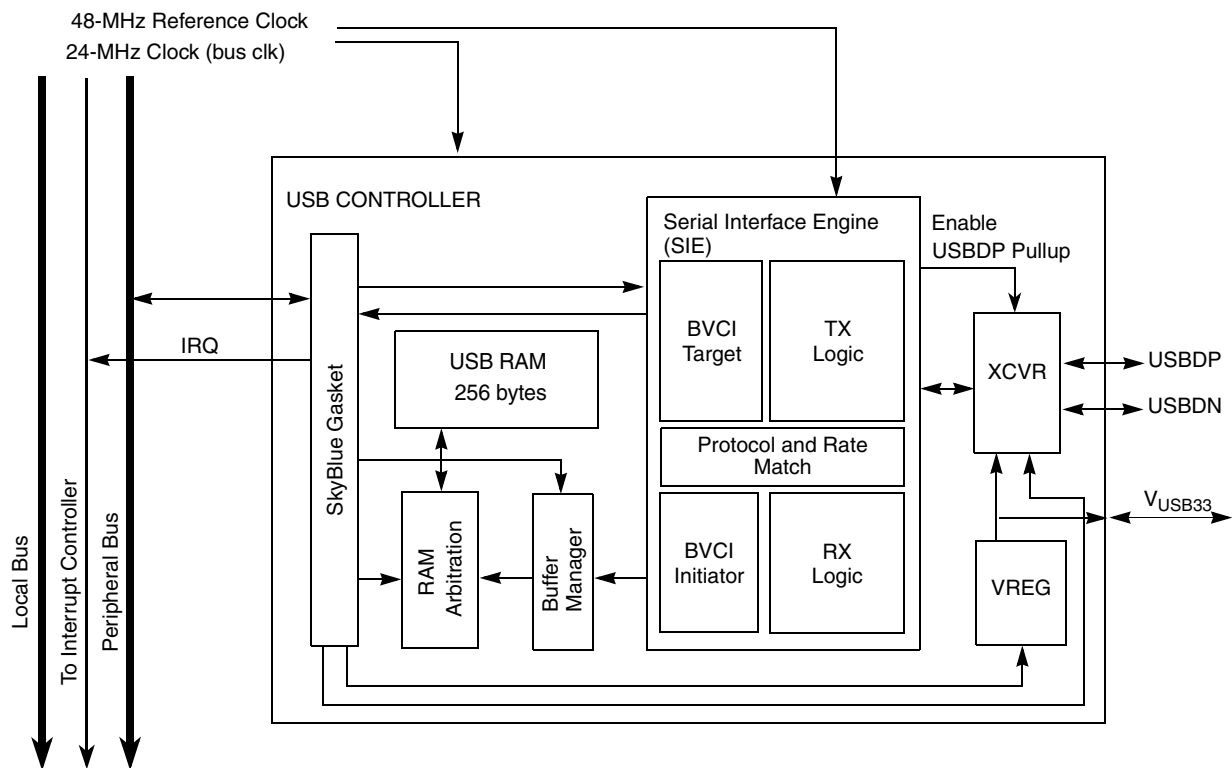 48-MHz Reference Clock
24-MHz Clock (bus clk)
USB CONTROLLER
Serial Interface Engine
(SIE)
Enable
USBDP Pullup
BVCI
Target
TX
Logic
XCVR
USBDP
USBDN
IRQ
USB RAM
256 bytes
SkyBlue Gasket
Protocol and Rate
Match
RAM
Arbitration
Buffer
Manager
BVCI
Initiator
RX
Logic
VREG
VUSB33
Local Bus
To Interrupt Controller
Peripheral Bus